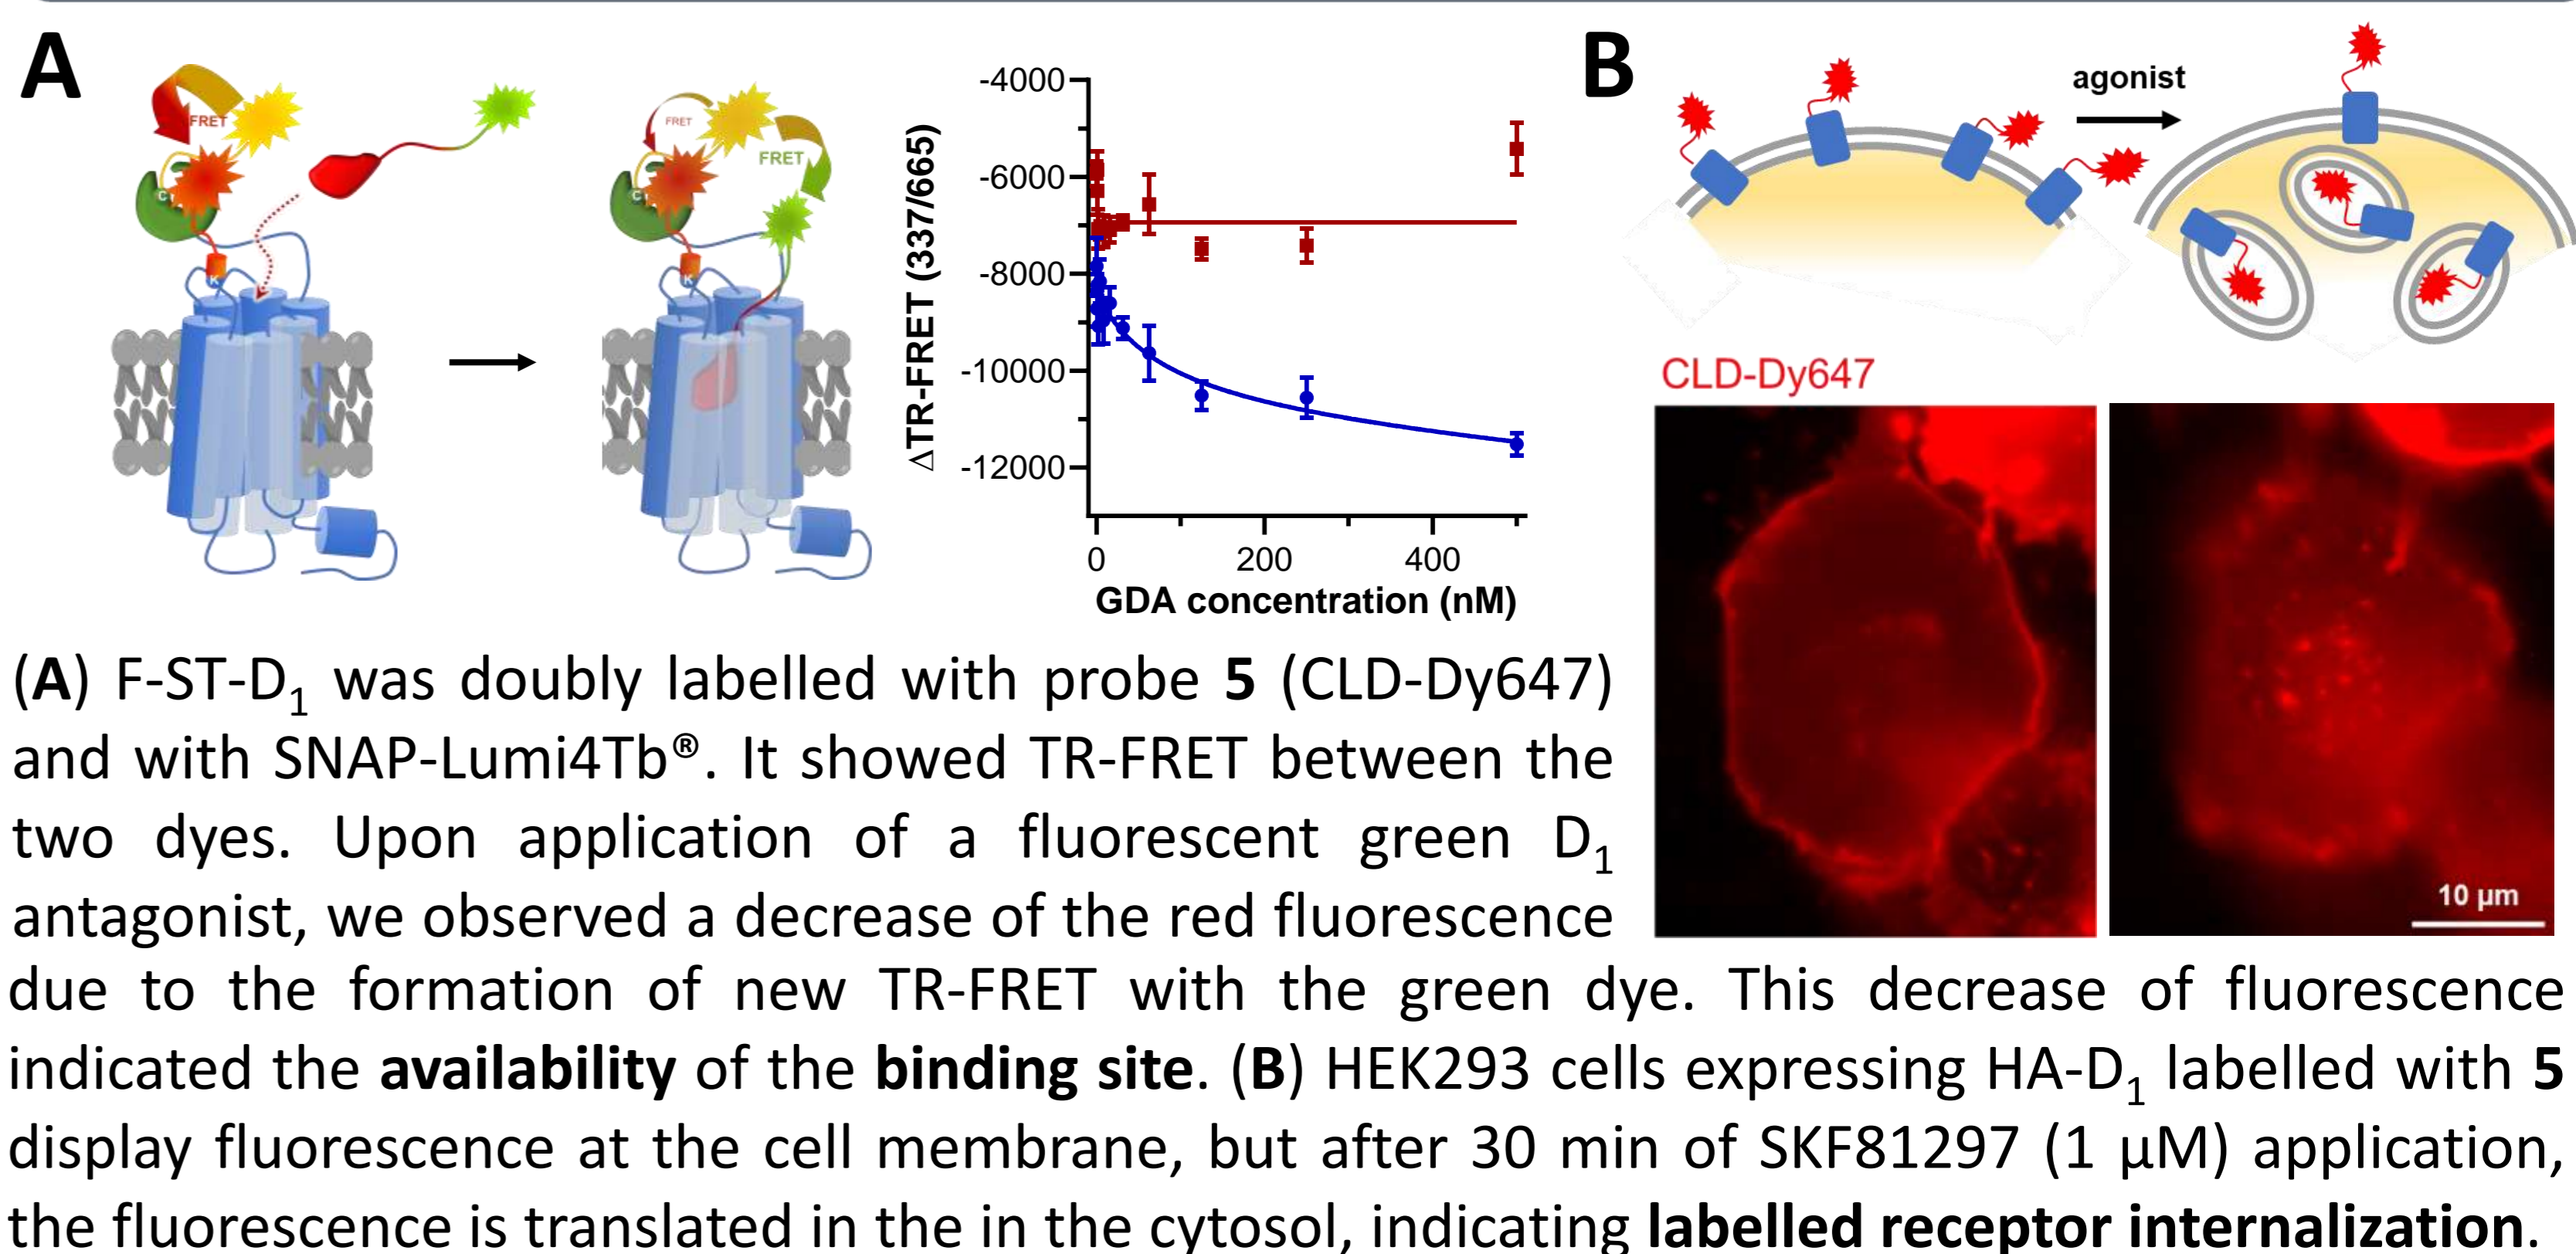 A
FRET
C
K
FRET
FRET
C
K
ΔTR-FRET (337/665)
-4000
-6000
-8000
-10000
-12000
0
200
400
GDA concentration (nM)
B
agonist
CLD-Dy647
10 µm
(A) F-ST-D1 was doubly labelled with probe 5 (CLD-Dy647)
and with SNAP-Lumi4Tb®. It showed TR-FRET between the
two dyes. Upon application of a fluorescent green D1
antagonist, we observed a decrease of the red fluorescence
due to the formation of new TR-FRET with the green dye. This decrease of fluorescence
indicated the availability of the binding site. (B) HEK293 cells expressing HA-D1 labelled with 5
display fluorescence at the cell membrane, but after 30 min of SKF81297 (1 µM) application,
the fluorescence is translated in the in the cytosol, indicating labelled receptor internalization.